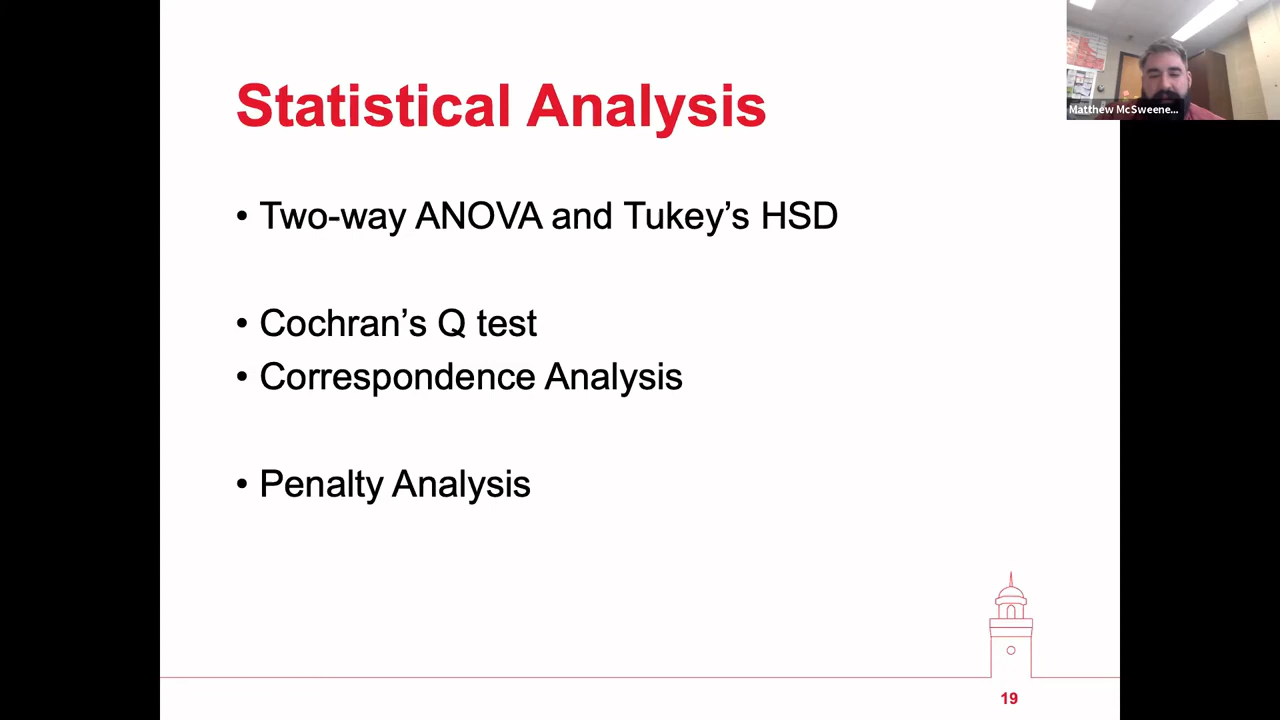 Statistical Analysis
Matthew McSweene...
• Two-way ANOVA and Tukey’s HSD
• Cochran’s Q test
• Correspondence Analysis
• Penalty Analysis
19